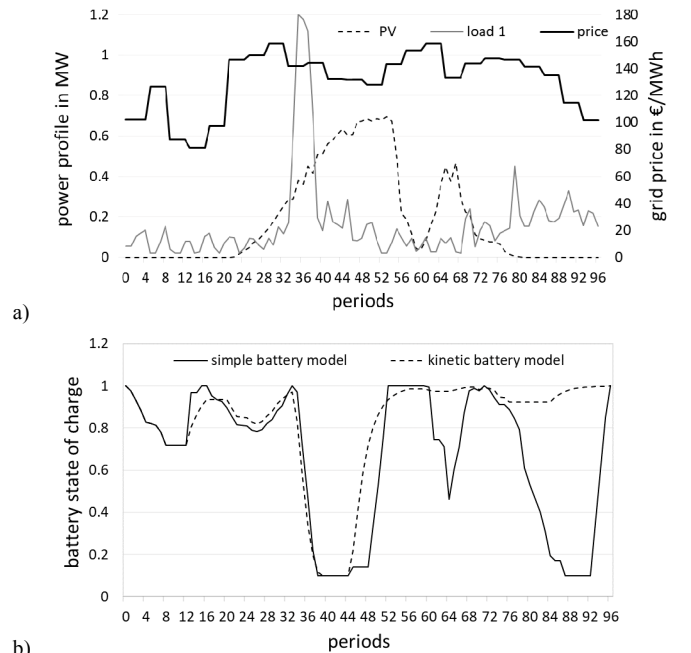 1.2
1
0.8
0.6
0.4
0.2
0
power profile in MW
PV
load 1
price
180
160
140
120
100
80
60
40
20
0
grid price in €/MWh
0 4 8 12 16 20 24 28 32 36 40 44 48 52 56 60 64 68 72 76 80 84 88 92 96
periods
a)
1.2
1
0.8
0.6
0.4
0.2
0
battery state of charge
simple battery model
kinetic battery model
0 4 8 12 16 20 24 28 32 36 40 44 48 52 56 60 64 68 72 76 80 84 88 92 96
periods
b)